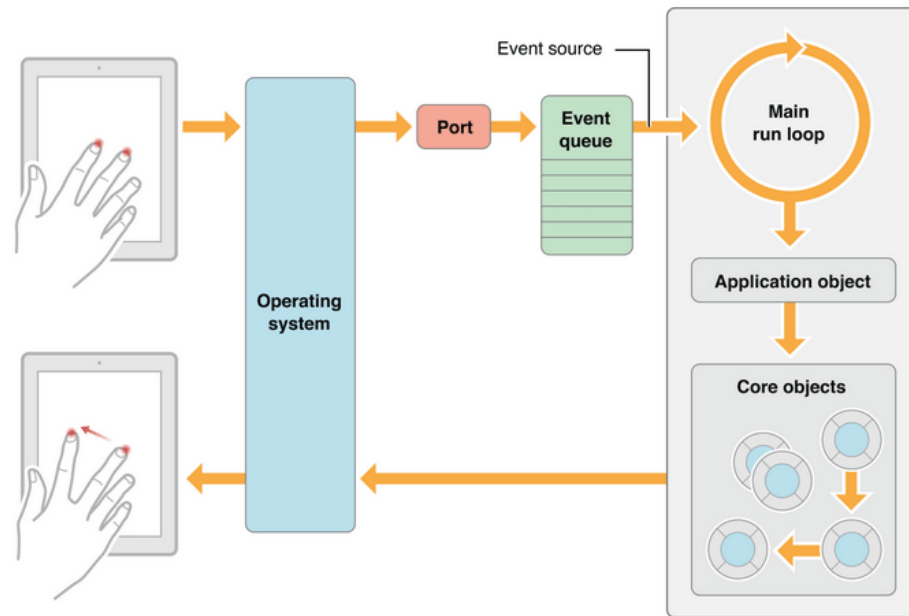 Event source
Port
Event
queue
Main
run loop
Operating
system
Application object
Core objects